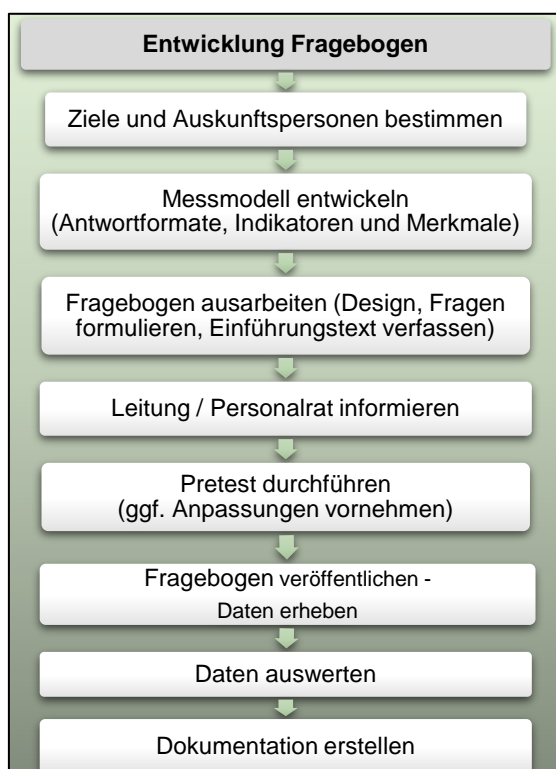 Entwicklung Fragebogen
Ziele und Auskunftspersonen bestimmen
Messmodell entwickeln
(Antwortformate, Indikatoren und Merkmale)
Fragebogen ausarbeiten (Design, Fragen
formulieren, Einführungstext verfassen)
Leitung / Personalrat informieren
Pretest durchführen
(ggf. Anpassungen vornehmen)
Fragebogen veröffentlichen -
Daten erheben
Daten auswerten
Dokumentation erstellen